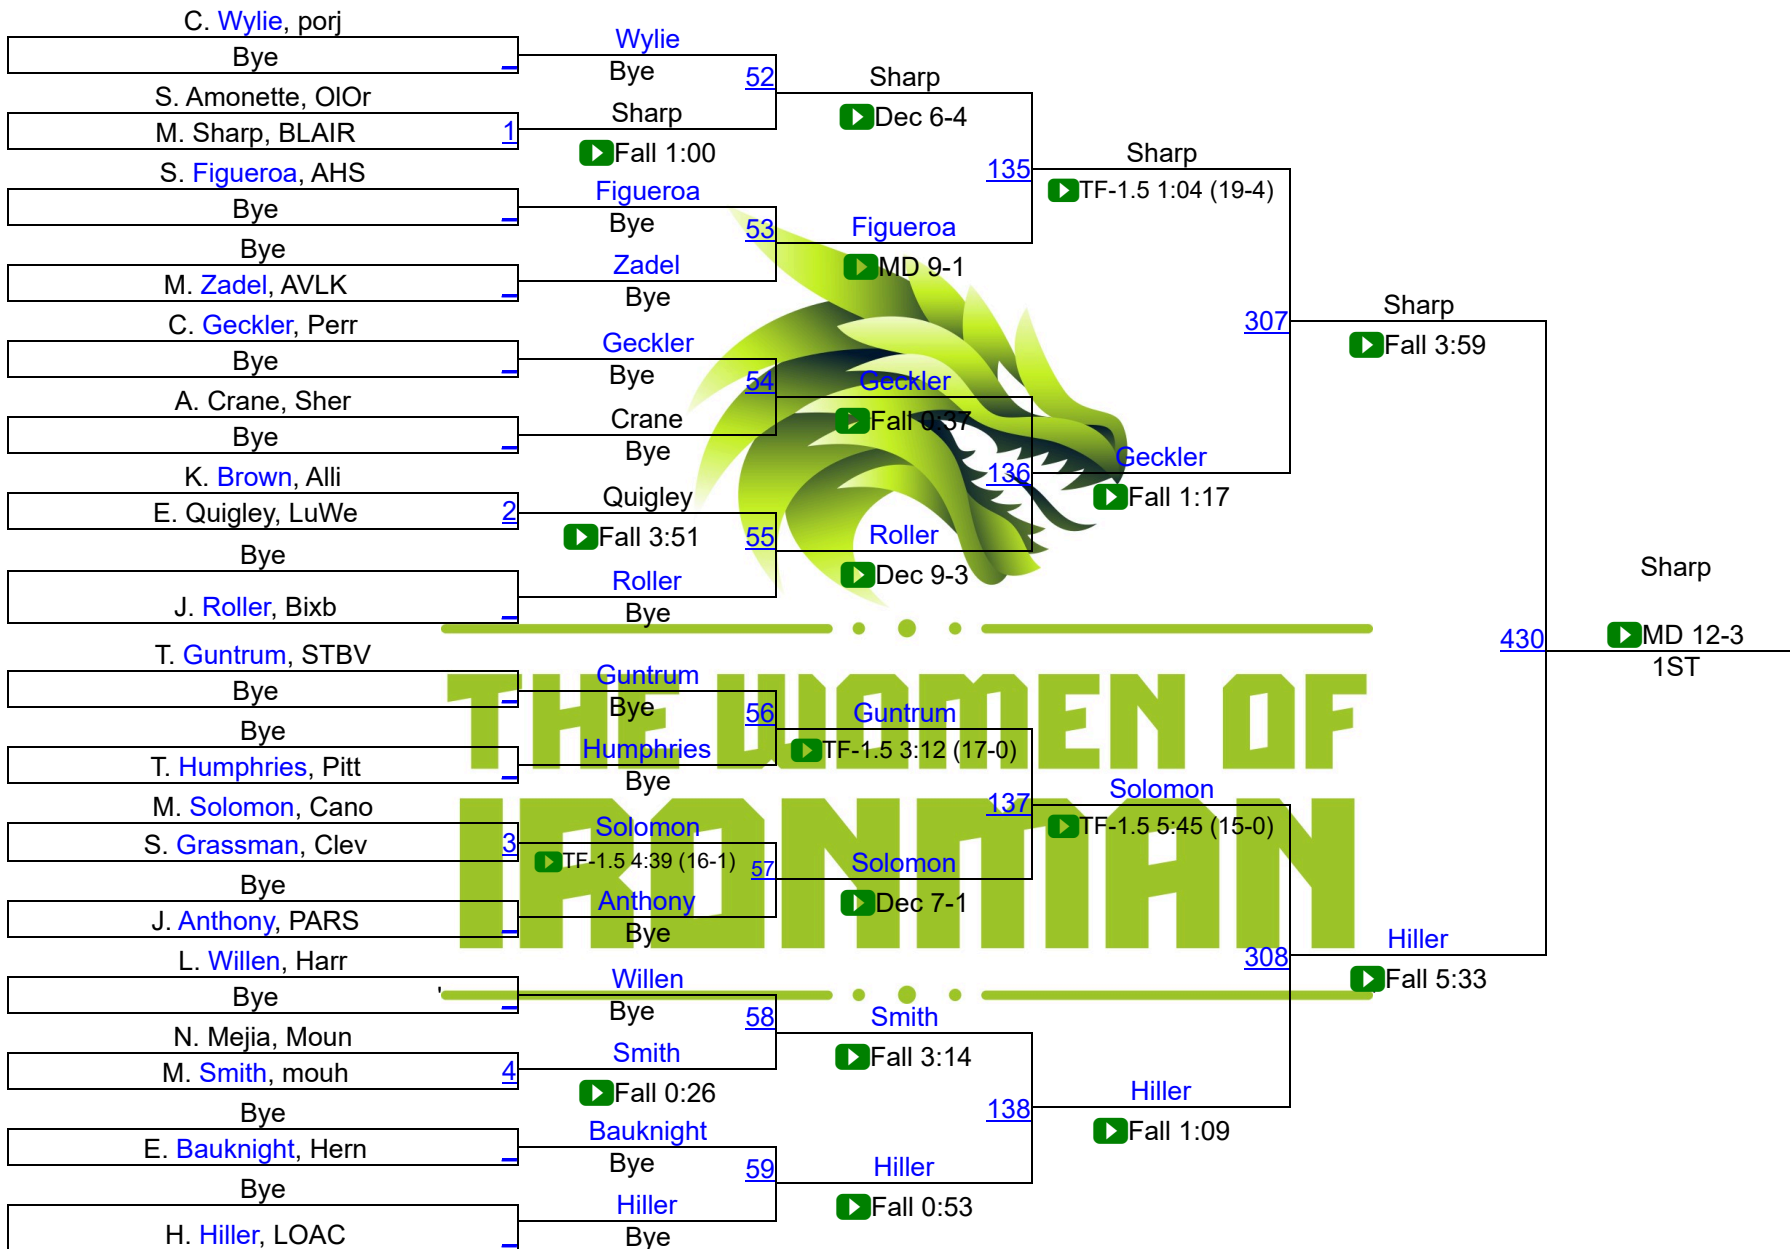 C. Wylie, porj
Bye
S. Amonette, OlOr
M. Sharp, BLAIR
1
S. Figueroa, AHS
Bye
Bye
M. Zadel, AVLK
C. Geckler, Perr
Bye
A. Crane, Sher
Bye
K. Brown, Alli
E. Quigley, LuWe
2
Bye
J. Roller, Bixb
T. Guntrum, STBV
Bye
Bye
T. Humphries, Pitt
M. Solomon, Cano
S. Grassman, Clev
3
Bye
J. Anthony, PARS
L. Willen, Harr
Bye
N. Mejia, Moun
M. Smith, mouh
4
Bye
E. Bauknight, Hern
Bye
H. Hiller, LOAC
Wylie
Bye
52
Sharp
Fall 1:00
Figueroa
Bye
53
Zadel
Bye
Geckler
Bye
54
Crane
Bye
Quigley
Fall 3:51
55
Roller
Bye
Guntrum
Bye
56
Humphries
Bye
Solomon
TF-1.5 4:39 (16-1)
57
Anthony
Bye
Willen
Bye
58
Smith
Fall 0:26
Bauknight
Bye
59
Hiller
Bye
Sharp
Dec 6-4
135
Figueroa
MD 9-1
Geckler
Fall 0:37
136
Roller
Dec 9-3
Guntrum
TF-1.5 3:12 (17-0)
137
Solomon
Dec 7-1
Smith
Fall 3:14
138
Hiller
Fall 0:53
Sharp
TF-1.5 1:04 (19-4)
307
Geckler
Fall 1:17
Solomon
TF-1.5 5:45 (15-0)
308
Hiller
Fall 1:09
Sharp
Fall 3:59
430
Hiller
Fall 5:33
Sharp
MD 12-3
1ST
THE WOMEN OF
IRONMAN